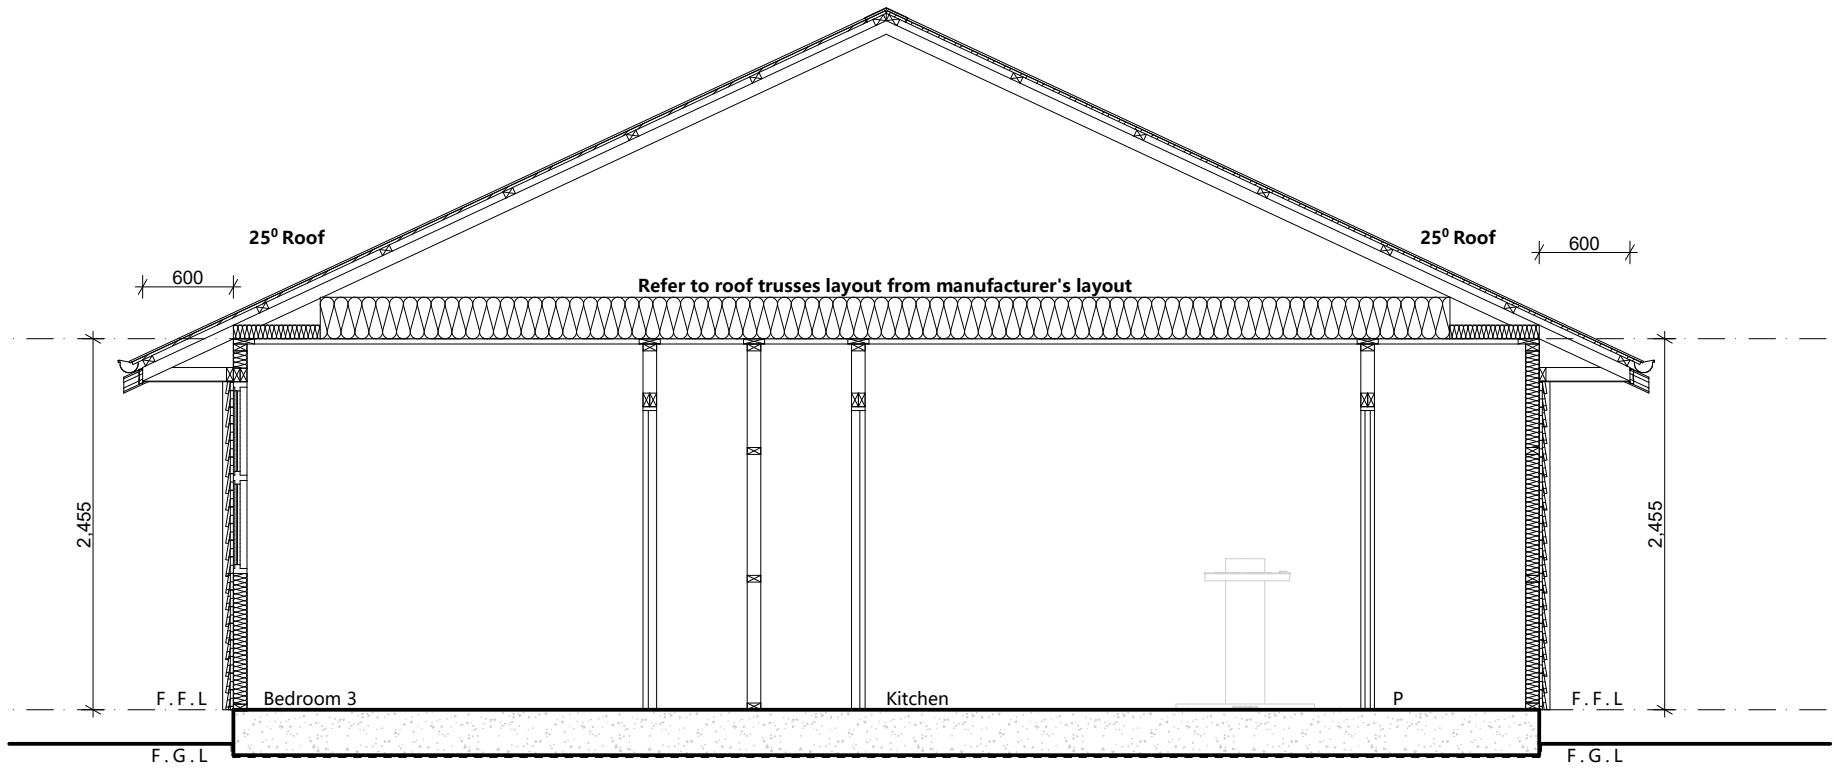 25⁰ Roof
25⁰ Roof
600
600
Refer to roof trusses layout from manufacturer's layout
2,455
2,455
F.F.L
Bedroom 3
Kitchen
P
F.F.L
F.G.L
F.G.L